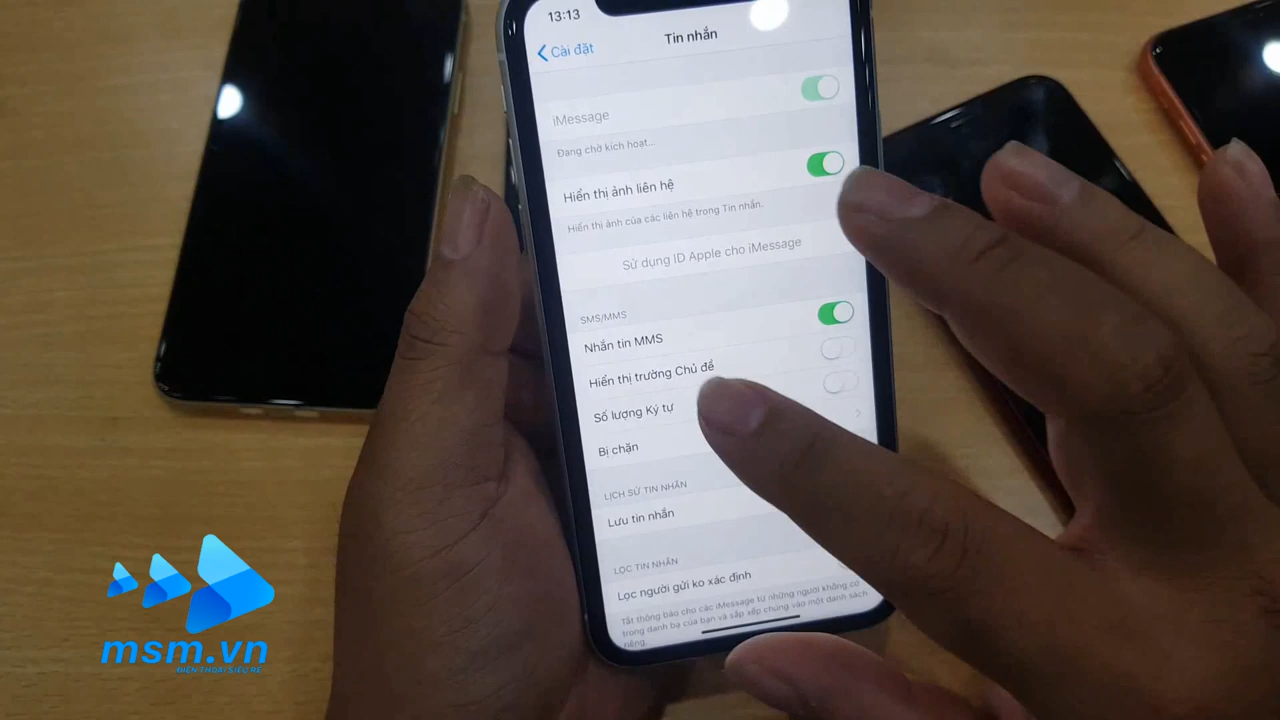 13:13
Cài đặt
Tin nhắn
iMessage
Đang chờ kích hoạt...
Hiển thị ảnh liên hệ
Hiển thị ảnh của các liên hệ trong Tin nhắn.
Sử dụng ID Apple cho iMessage
SMS/MMS
Nhắn tin MMS
Hiển thị trường Chủ đề
Số lượng Ký tự
Bị chặn
LỊCH SỬ TIN NHẮN
Lưu tin nhắn
LỌC TIN NHẮN
Lọc người gửi ko xác định
Tắt thông báo cho các iMessage từ những người không có
trong danh bạ của bạn và sắp xếp chúng vào một danh sách
riêng.
msm.vn
ĐIỆN THOẠI SIÊU RẺ